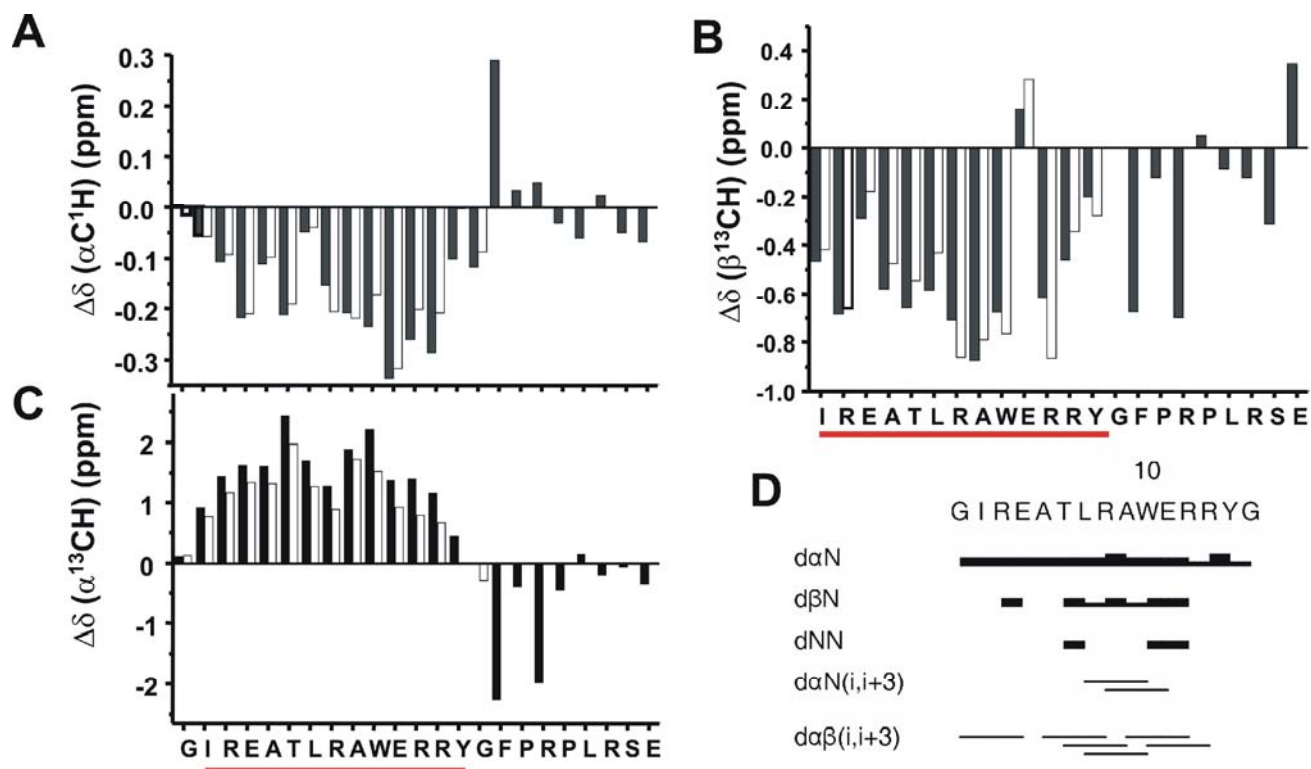 A
Δδ (αC¹H) (ppm)
0.3
0.2
0.1
0.0
-0.1
-0.2
-0.3
B
Δδ (β¹³CH) (ppm)
0.4
0.2
0.0
-0.2
-0.4
-0.6
-0.8
-1.0
I R E A T L R A W E R R Y G F P R P L R S E
C
Δδ (α¹³CH) (ppm)
2
1
0
-1
-2
G I R E A T L R A W E R R Y G F P R P L R S E
D
10
G I R E A T L R A W E R R Y G
dαN
dβN
dNN
dαN(i,i+3)
dαβ(i,i+3)